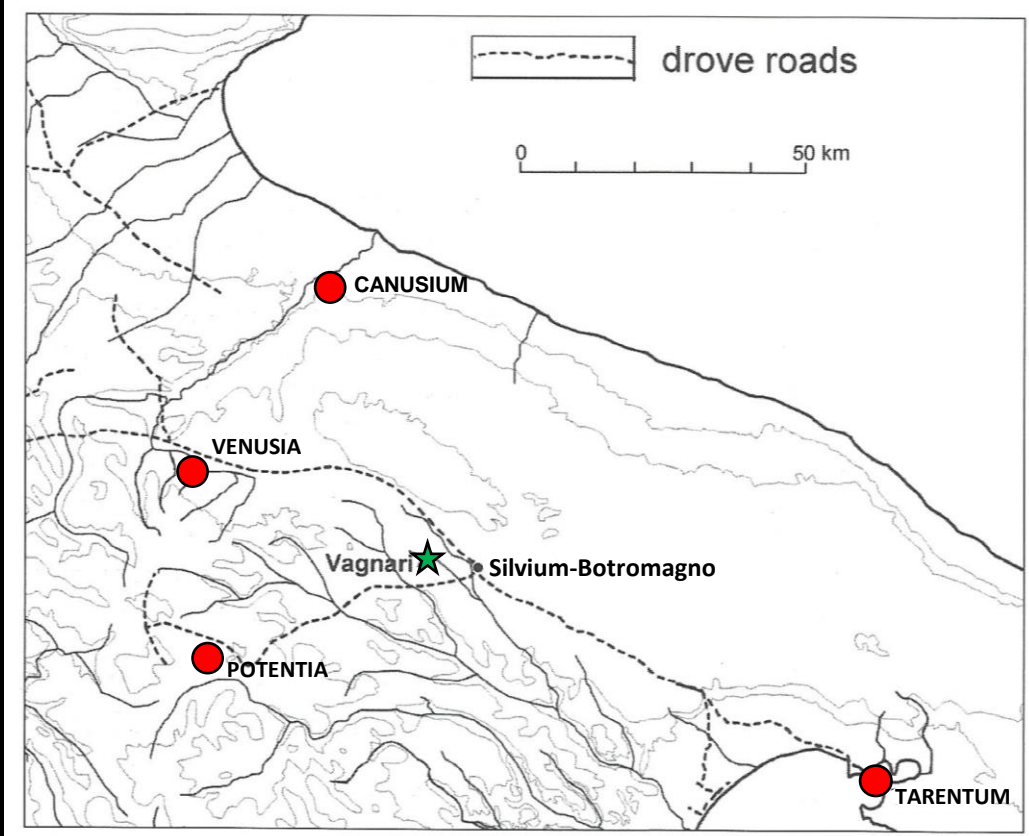 drove roads
0 50 km
CANUSIUM
VENUSIA
Vagnari
Silvium-Botromagno
POTENTIA
TARENTUM